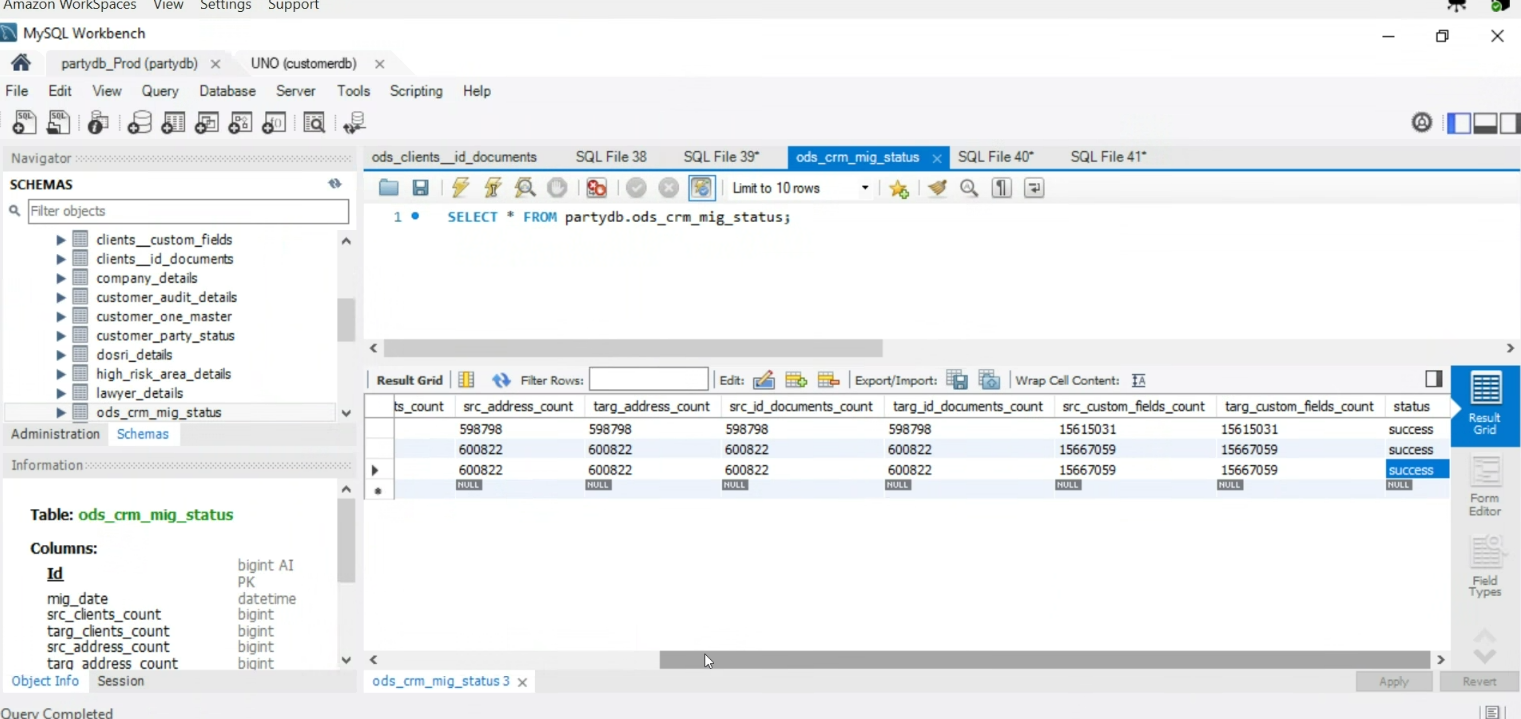 Amazon WorkSpaces View Settings Support
MySQL Workbench
partydb_Prod (partydb) UNO (customerdb)
File Edit View Query Database Server Tools Scripting Help
Navigator
SCHEMAS
Filter objects
clients__custom_fields
clients__id_documents
company_details
customer_audit_details
customer_one_master
customer_party_status
dosri_details
high_risk_area_details
lawyer_details
ods_crm_mig_status
Administration Schemas
Information
Table: ods_crm_mig_status
Columns:
Id bigint AI
PK
mig_date datetime
src_clients_count bigint
targ_clients_count bigint
src_address_count bigint
targ address count bigint
Object Info Session
Query Completed
ods_clients__id_documents SQL File 38 SQL File 39* ods_crm_mig_status SQL File 40* SQL File 41*
Limit to 10 rows
1 SELECT * FROM partydb.ods_crm_mig_status;
Result Grid Filter Rows: Edit: Export/Import: Wrap Cell Content:
ts_count src_address_count targ_address_count src_id_documents_count targ_id_documents_count src_custom_fields_count targ_custom_fields_count status
598798 598798 598798 598798 15615031 15615031 success
600822 600822 600822 600822 15667059 15667059 success
600822 600822 600822 600822 15667059 15667059 success
NULL NULL NULL NULL NULL NULL NULL
Result
Grid
Form
Editor
Field
Types
ods_crm_mig_status 3 Apply Revert